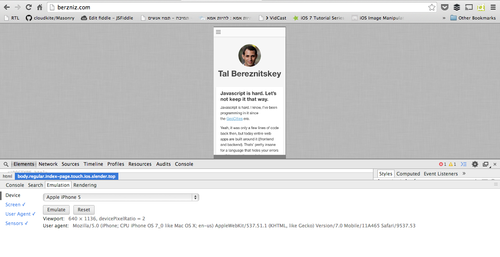 berzniz.com
RTL cloudkite/Masonry Edit Fiddle - JSFiddle VidCast iOS 7 Tutorial Series iOS Image Manipul Other Bookmarks
Tal Bereznitskey
Javascript is hard. Let's
not keep it that way.
Javascript is hard. I know. I've been
programming in it since
the
Yeah, it was only a few lines of code
back then, but today entire web
apps are built around it (frontend
and backend). Thats' pretty insane
for a language that hides your errors
Elements Network Sources Timeline Profiles Resources Audits Console 1 2
html body.regular.index-page.touch.ios.slender.top Styles Computed Event Listeners »
Console Search Emulation Rendering
Device Apple iPhone 5
Screen ✓ Emulate Reset
User Agent ✓ Viewport: 640 × 1136, devicePixelRatio = 2
Sensors ✓ User agent: Mozilla/5.0 (iPhone; CPU iPhone OS 7_0 like Mac OS X; en-us) AppleWebKit/537.51.1 (KHTML, like Gecko) Version/7.0 Mobile/11A465 Safari/9537.53